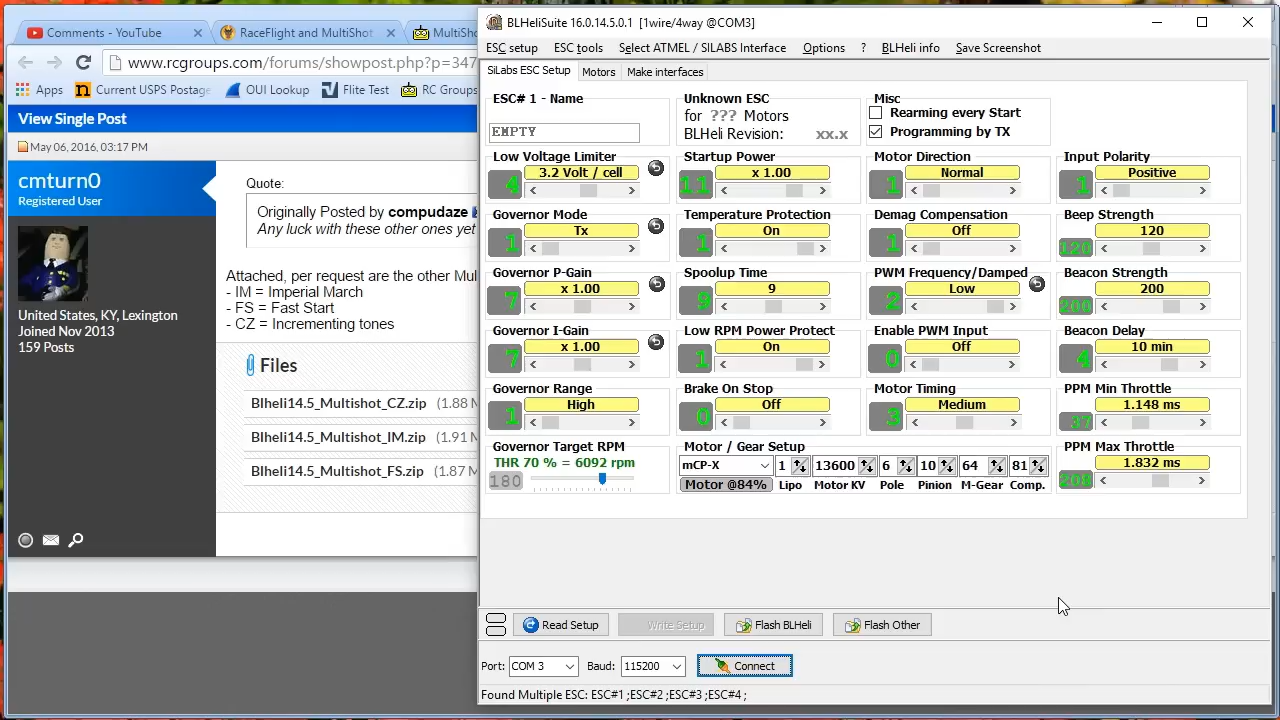 Comments - YouTube
RaceFlight and MultiShot
MultiSho
www.rcgroups.com/forums/showpost.php?p=347
Apps
Current USPS Postage
OUI Lookup
Flite Test
RC Groups
View Single Post
May 06, 2016, 03:17 PM
cmturn0
Registered User
United States, KY, Lexington
Joined Nov 2013
159 Posts
Quote:
Originally Posted by compudaze
Any luck with these other ones yet
Attached, per request are the other Mul
- IM = Imperial March
- FS = Fast Start
- CZ = Incrementing tones
Files
Blheli14.5_Multishot_CZ.zip (1.88 M
Blheli14.5_Multishot_IM.zip (1.91 M
Blheli14.5_Multishot_FS.zip (1.87 M
BLHeliSuite 16.0.14.5.0.1 [1wire/4way @COM3]
ESC setup ESC tools Select ATMEL / SILABS Interface Options ? BLHeli info Save Screenshot
SiLabs ESC Setup Motors Make interfaces
ESC# 1 - Name
EMPTY
Unknown ESC
for ??? Motors
BLHeli Revision: xx.x
Misc
Rearming every Start
Programming by TX
Low Voltage Limiter
4 3.2 Volt / cell
Startup Power
11 x 1.00
Motor Direction
1 Normal
Input Polarity
1 Positive
Governor Mode
1 Tx
Temperature Protection
1 On
Demag Compensation
1 Off
Beep Strength
120 120
Governor P-Gain
7 x 1.00
Spoolup Time
9 9
PWM Frequency/Damped
2 Low
Beacon Strength
200 200
Governor I-Gain
7 x 1.00
Low RPM Power Protect
1 On
Enable PWM Input
0 Off
Beacon Delay
4 10 min
Governor Range
1 High
Brake On Stop
0 Off
Motor Timing
3 Medium
PPM Min Throttle
37 1.148 ms
Governor Target RPM
THR 70 % = 6092 rpm
180
Motor / Gear Setup
mCP-X 1 13600 6 10 64 81
Motor @84% Lipo Motor KV Pole Pinion M-Gear Comp.
PPM Max Throttle
208 1.832 ms
Read Setup Write Setup Flash BLHeli Flash Other
Port: COM 3 Baud: 115200 Connect
Found Multiple ESC: ESC#1 ;ESC#2 ;ESC#3 ;ESC#4 ;